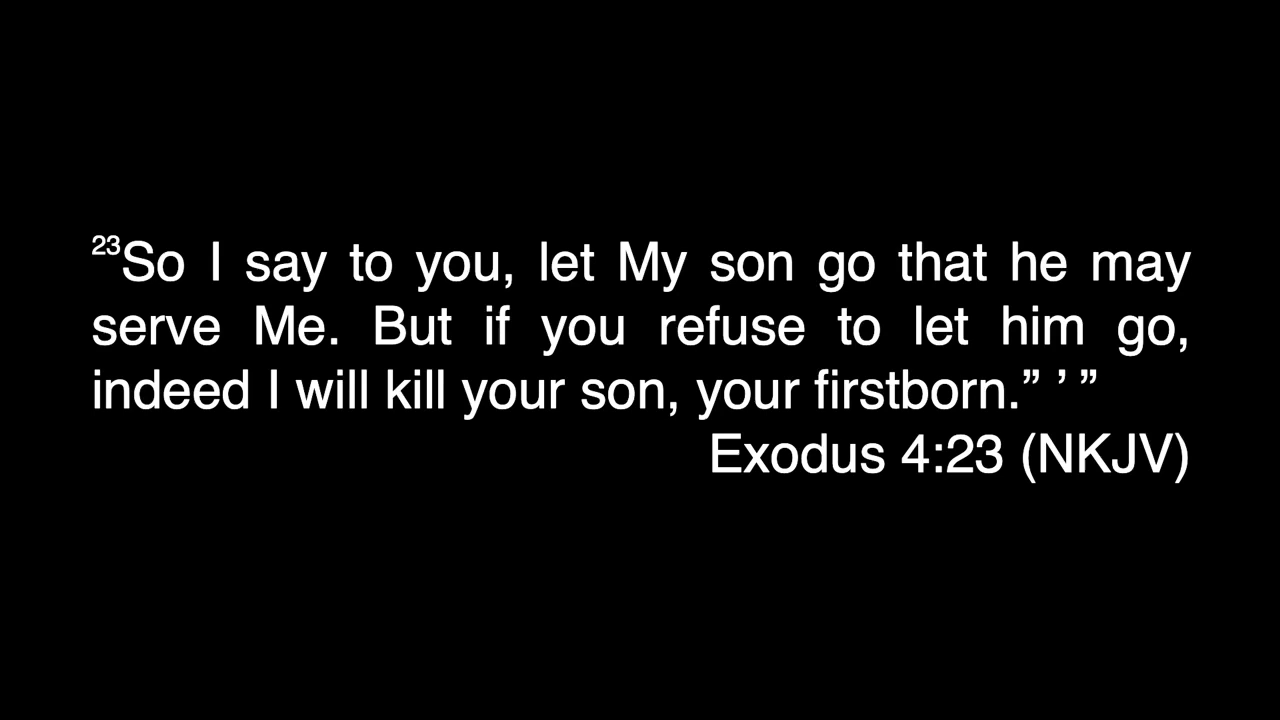 ²³So I say to you, let My son go that he may
serve Me. But if you refuse to let him go,
indeed I will kill your son, your firstborn.” ’ ”
Exodus 4:23 (NKJV)